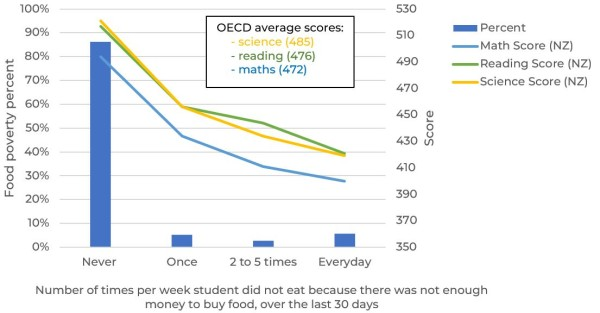 100%
90%
80%
70%
60%
50%
40%
30%
20%
10%
0%
Food poverty percent
OECD average scores:
- science (485)
- reading (476)
- maths (472)
530
510
490
470
450
430
410
390
370
350
Score
Percent
Math Score (NZ)
Reading Score (NZ)
Science Score (NZ)
Never Once 2 to 5 times Everyday
Number of times per week student did not eat because there was not enough
money to buy food, over the last 30 days